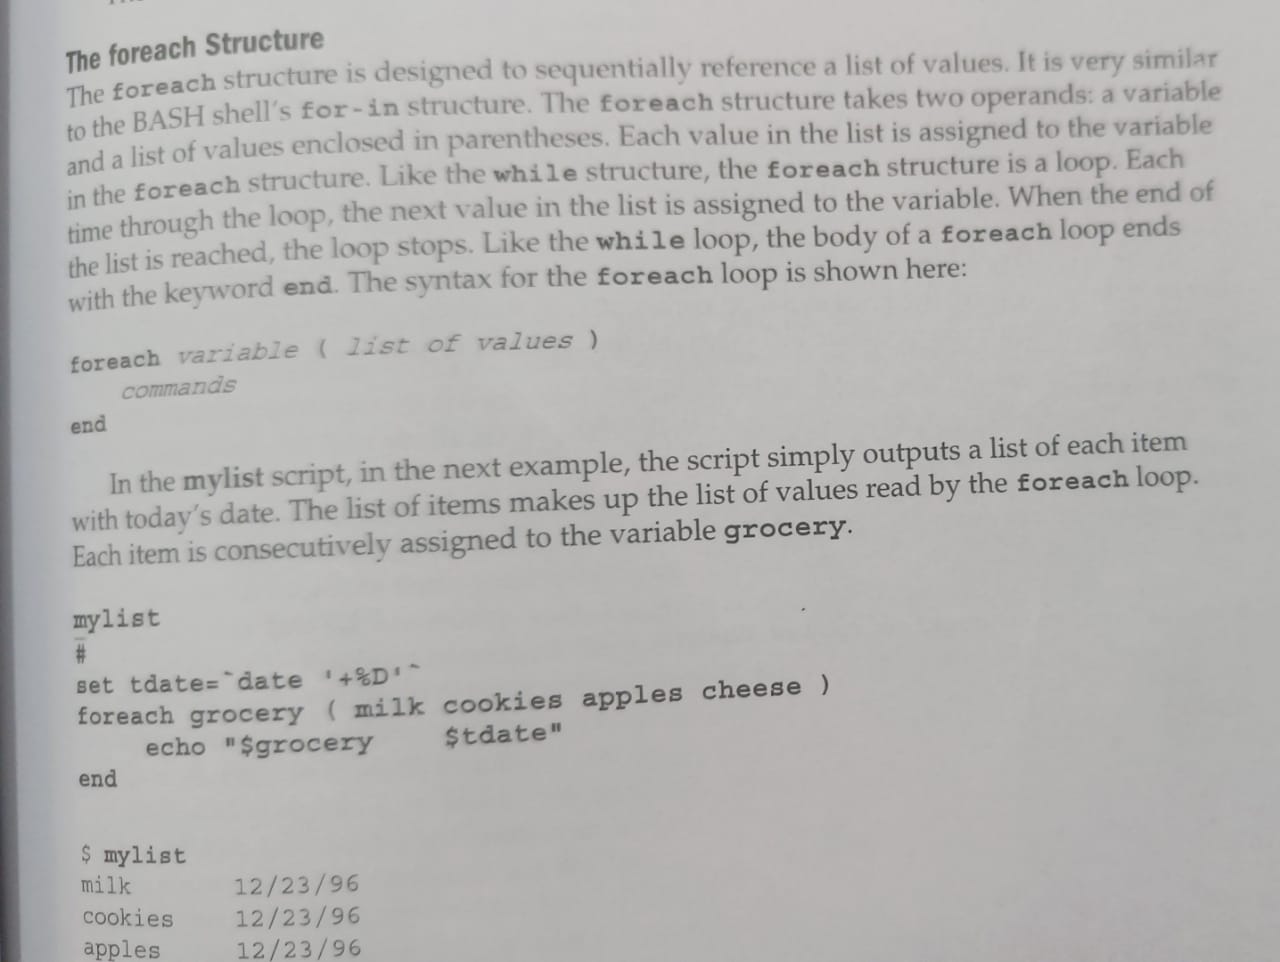 The foreach Structure
The foreach structure is designed to sequentially reference a list of values. It is very similar
to the BASH shell's for-in structure. The foreach structure takes two operands: a variable
and a list of values enclosed in parentheses. Each value in the list is assigned to the variable
in the foreach structure. Like the while structure, the foreach structure is a loop. Each
time through the loop, the next value in the list is assigned to the variable. When the end of
the list is reached, the loop stops. Like the while loop, the body of a foreach loop ends
with the keyword end. The syntax for the foreach loop is shown here:
foreach variable ( list of values )
commands
end
In the mylist script, in the next example, the script simply outputs a list of each item
with today's date. The list of items makes up the list of values read by the foreach loop.
Each item is consecutively assigned to the variable grocery.
mylist
#
set tdate=`date '+%D'`
foreach grocery ( milk cookies apples cheese )
echo "$grocery    $tdate"
end
$ mylist
milk    12/23/96
cookies    12/23/96
apples    12/23/96